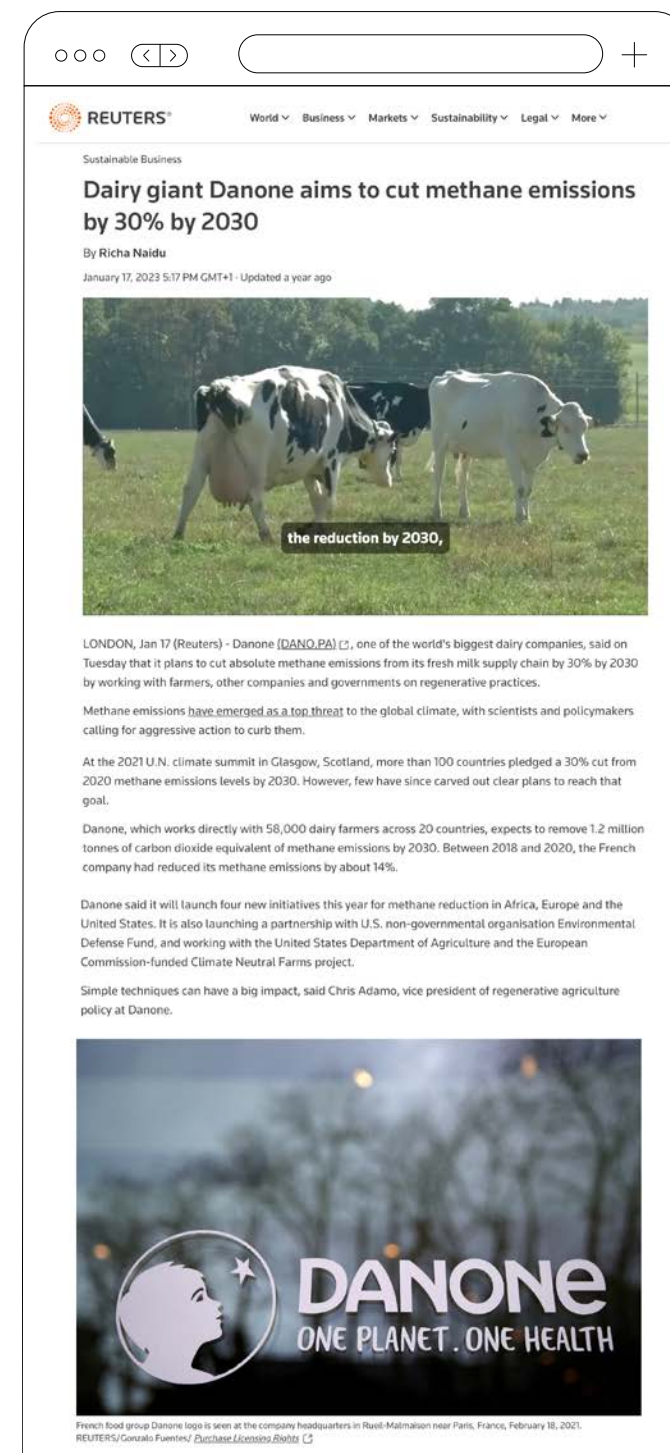 REUTERS®
World Business Markets Sustainability Legal More
Sustainable Business
Dairy giant Danone aims to cut methane emissions
by 30% by 2030
By Richa Naidu
January 17, 2023 5:17 PM GMT+1 · Updated a year ago
the reduction by 2030,
LONDON, Jan 17 (Reuters) - Danone (DANO.PA), one of the world's biggest dairy companies, said on
Tuesday that it plans to cut absolute methane emissions from its fresh milk supply chain by 30% by 2030
by working with farmers, other companies and governments on regenerative practices.
Methane emissions have emerged as a top threat to the global climate, with scientists and policymakers
calling for aggressive action to curb them.
At the 2021 U.N. climate summit in Glasgow, Scotland, more than 100 countries pledged a 30% cut from
2020 methane emissions levels by 2030. However, few have since carved out clear plans to reach that
goal.
Danone, which works directly with 58,000 dairy farmers across 20 countries, expects to remove 1.2 million
tonnes of carbon dioxide equivalent of methane emissions by 2030. Between 2018 and 2020, the French
company had reduced its methane emissions by about 14%.
Danone said it will launch four new initiatives this year for methane reduction in Africa, Europe and the
United States. It is also launching a partnership with U.S. non-governmental organisation Environmental
Defense Fund, and working with the United States Department of Agriculture and the European
Commission-funded Climate Neutral Farms project.
Simple techniques can have a big impact, said Chris Adamo, vice president of regenerative agriculture
policy at Danone.
DANONE
ONE PLANET. ONE HEALTH
French food group Danone logo is seen at the company headquarters in Rueil-Malmaison near Paris, France, February 18, 2021.
REUTERS/Gonzalo Fuentes/ Purchase Licensing Rights